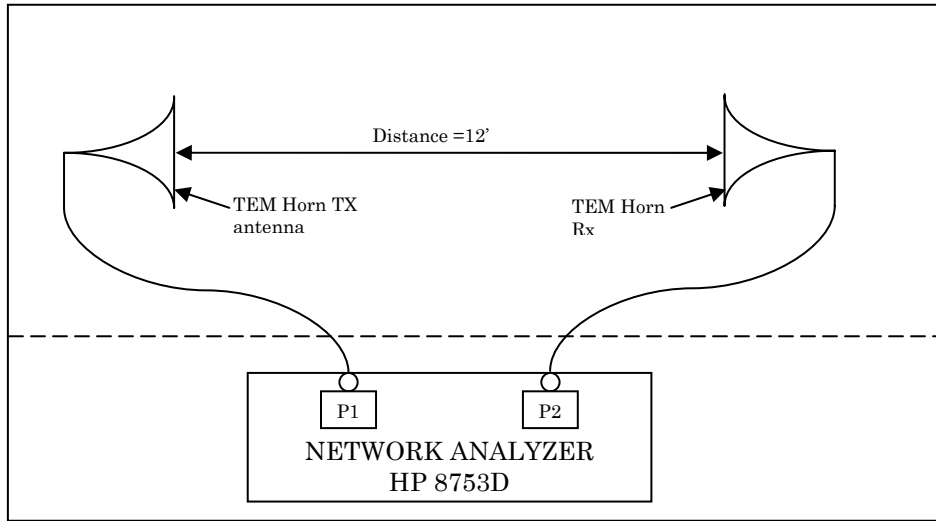 Distance =12’
TEM Horn TX
antenna
TEM Horn
Rx
P1
P2
NETWORK ANALYZER
HP 8753D